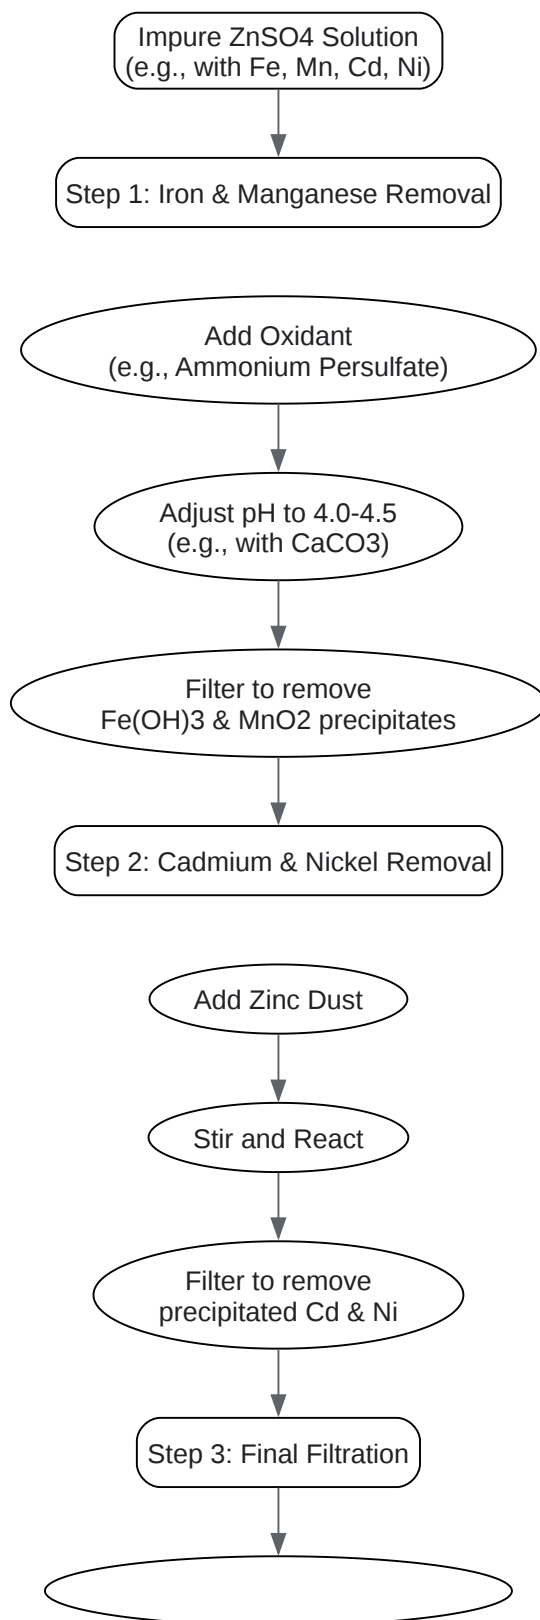 Impure ZnSO4 Solution
(e.g., with Fe, Mn, Cd, Ni)
Step 1: Iron & Manganese Removal
Add Oxidant
(e.g., Ammonium Persulfate)
Adjust pH to 4.0-4.5
(e.g., with CaCO3)
Filter to remove
Fe(OH)3 & MnO2 precipitates
Step 2: Cadmium & Nickel Removal
Add Zinc Dust
Stir and React
Filter to remove
precipitated Cd & Ni
Step 3: Final Filtration